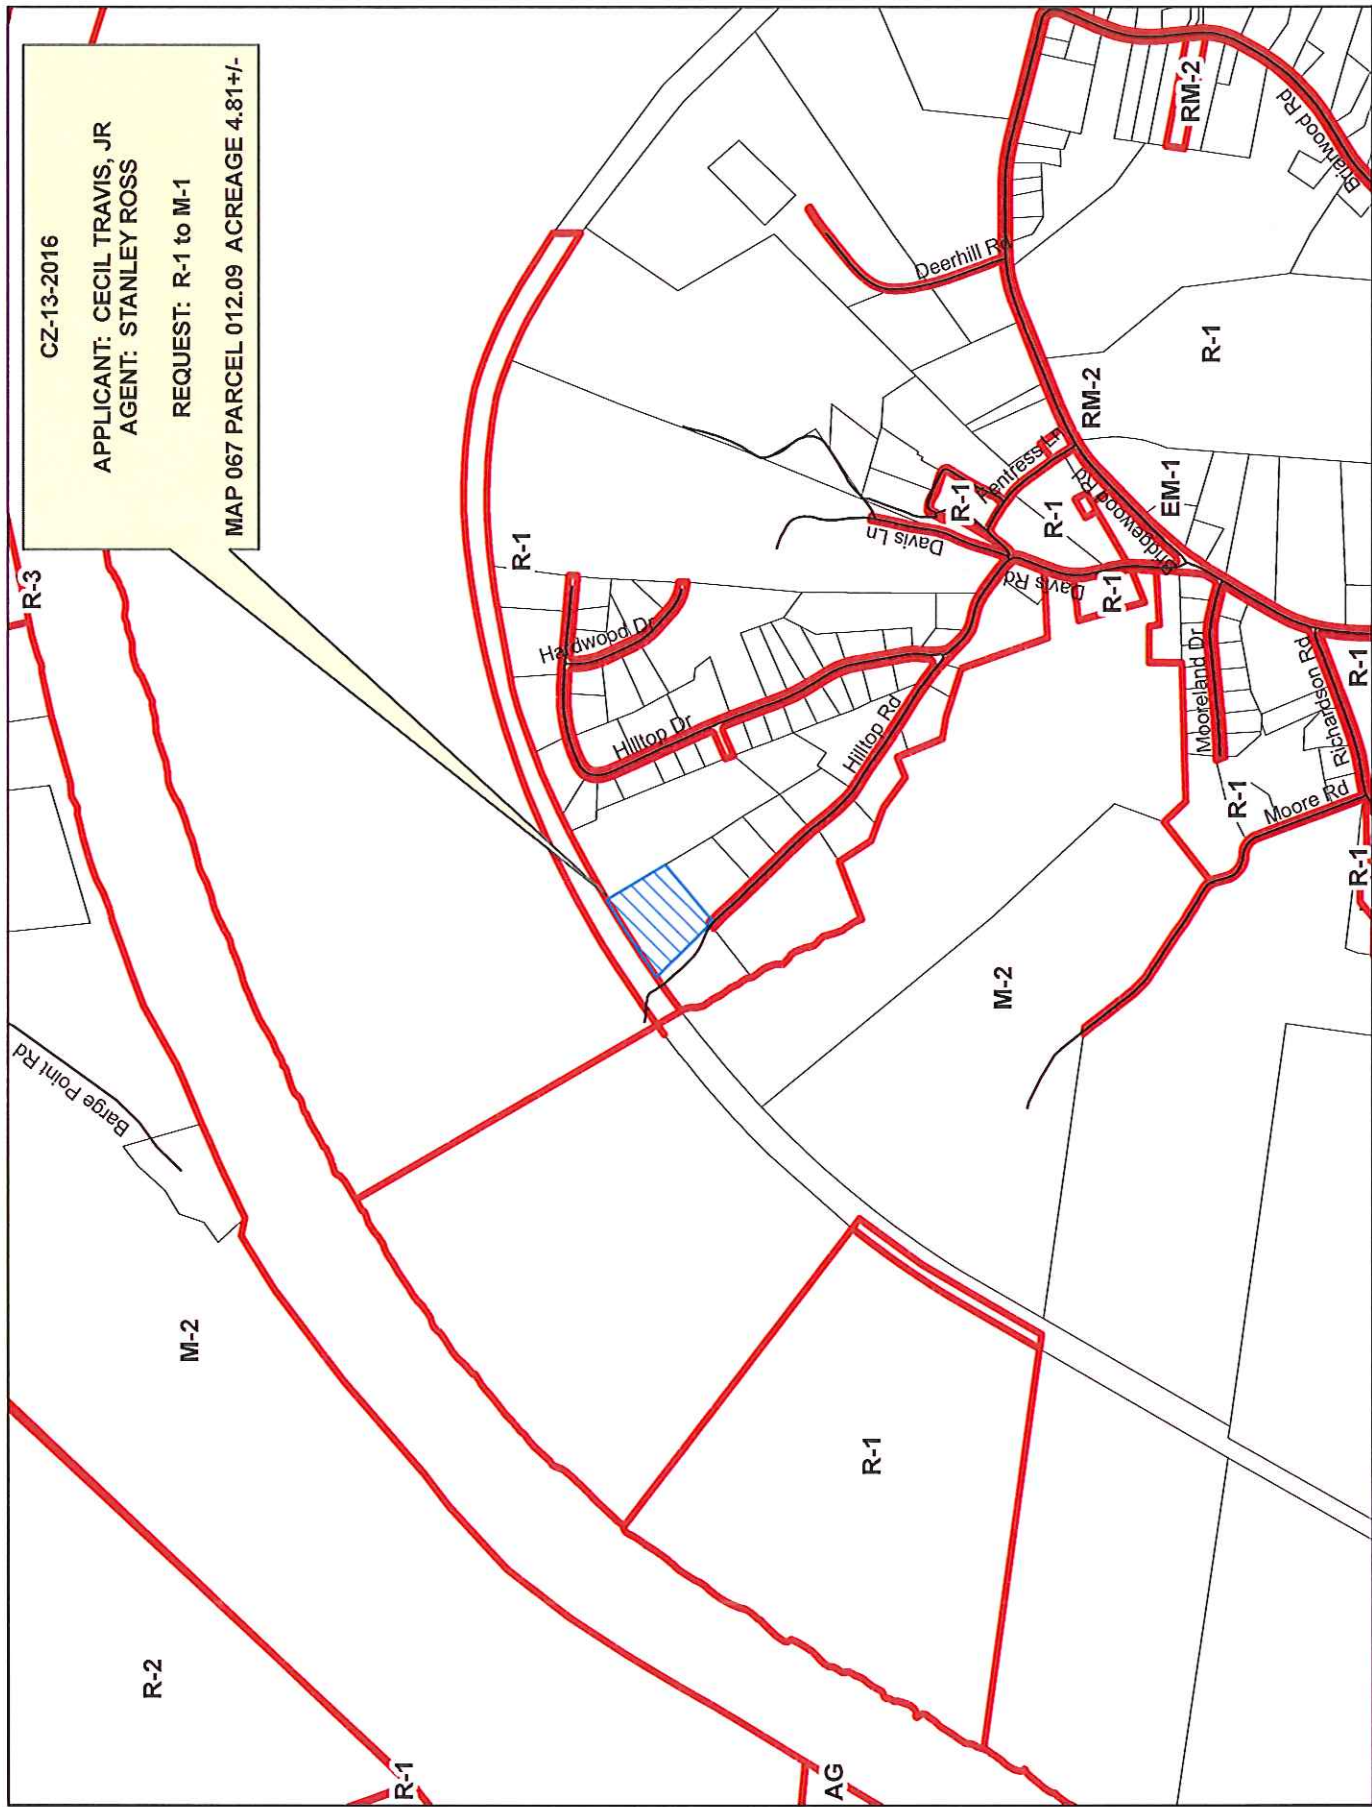 CZ-13-2016
APPLICANT: CECIL TRAVIS, JR
AGENT: STANLEY ROSS
REQUEST: R-1 to M-1
MAP 067 PARCEL 012.09 ACREAGE 4.81+/-
R-3
R-1
Barge Point Rd
M-2
R-2
R-1
AG
R-1
M-2
Hardwood Dr
Hilltop Dr
Hilltop Rd
Davis Ln
Davis Rd
Fentress Ln
R-1
R-1
R-1
Deerhill Rd
RM-2
Briarwood Rd
R-1
RM-2
EM-1
Bridgewood Rd
Mooreland Dr
Richardson Rd
Moore Rd
R-1
R-1
R-1